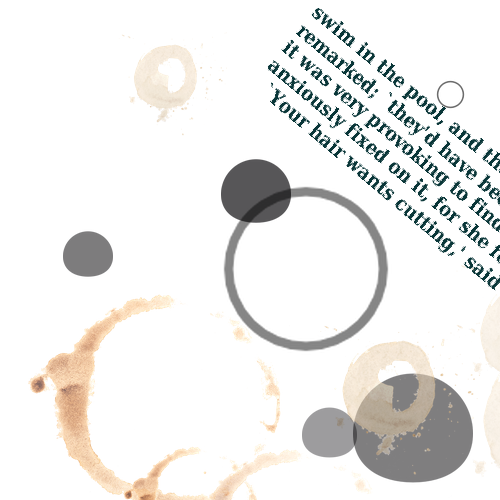 swim in the pool, and th
remarked; `they'd have be
it was very provoking to find
anxiously fixed on it, for she f
`Your hair wants cutting,' said